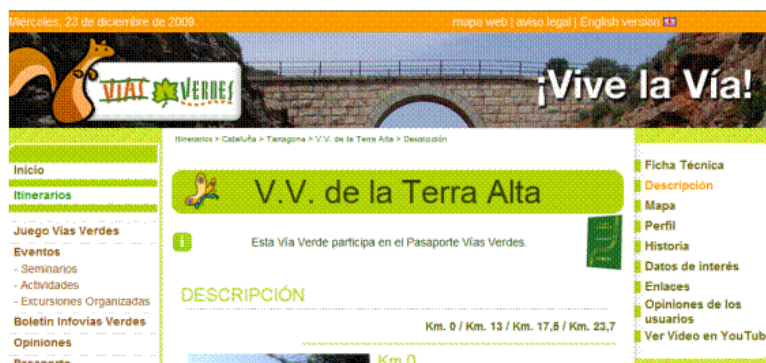 Miércoles, 23 de diciembre de 2009
mapa web | aviso legal | English version
VÍAS VERDES
¡Vive la Vía!
Itinerarios > Cataluña > Tarragona > V.V. de la Terra Alta > Descripción
Inicio
Itinerarios
Juego Vías Verdes
Eventos
- Seminarios
- Actividades
- Excursiones Organizadas
Boletín Infovías Verdes
Opiniones
Pasaporte
V.V. de la Terra Alta
Esta Vía Verde participa en el Pasaporte Vías Verdes.
DESCRIPCIÓN
Km. 0 / Km. 13 / Km. 17,5 / Km. 23,7
Km 0
Ficha Técnica
Descripción
Mapa
Perfil
Historia
Datos de interés
Enlaces
Opiniones de los
usuarios
Ver Vídeo en YouTub